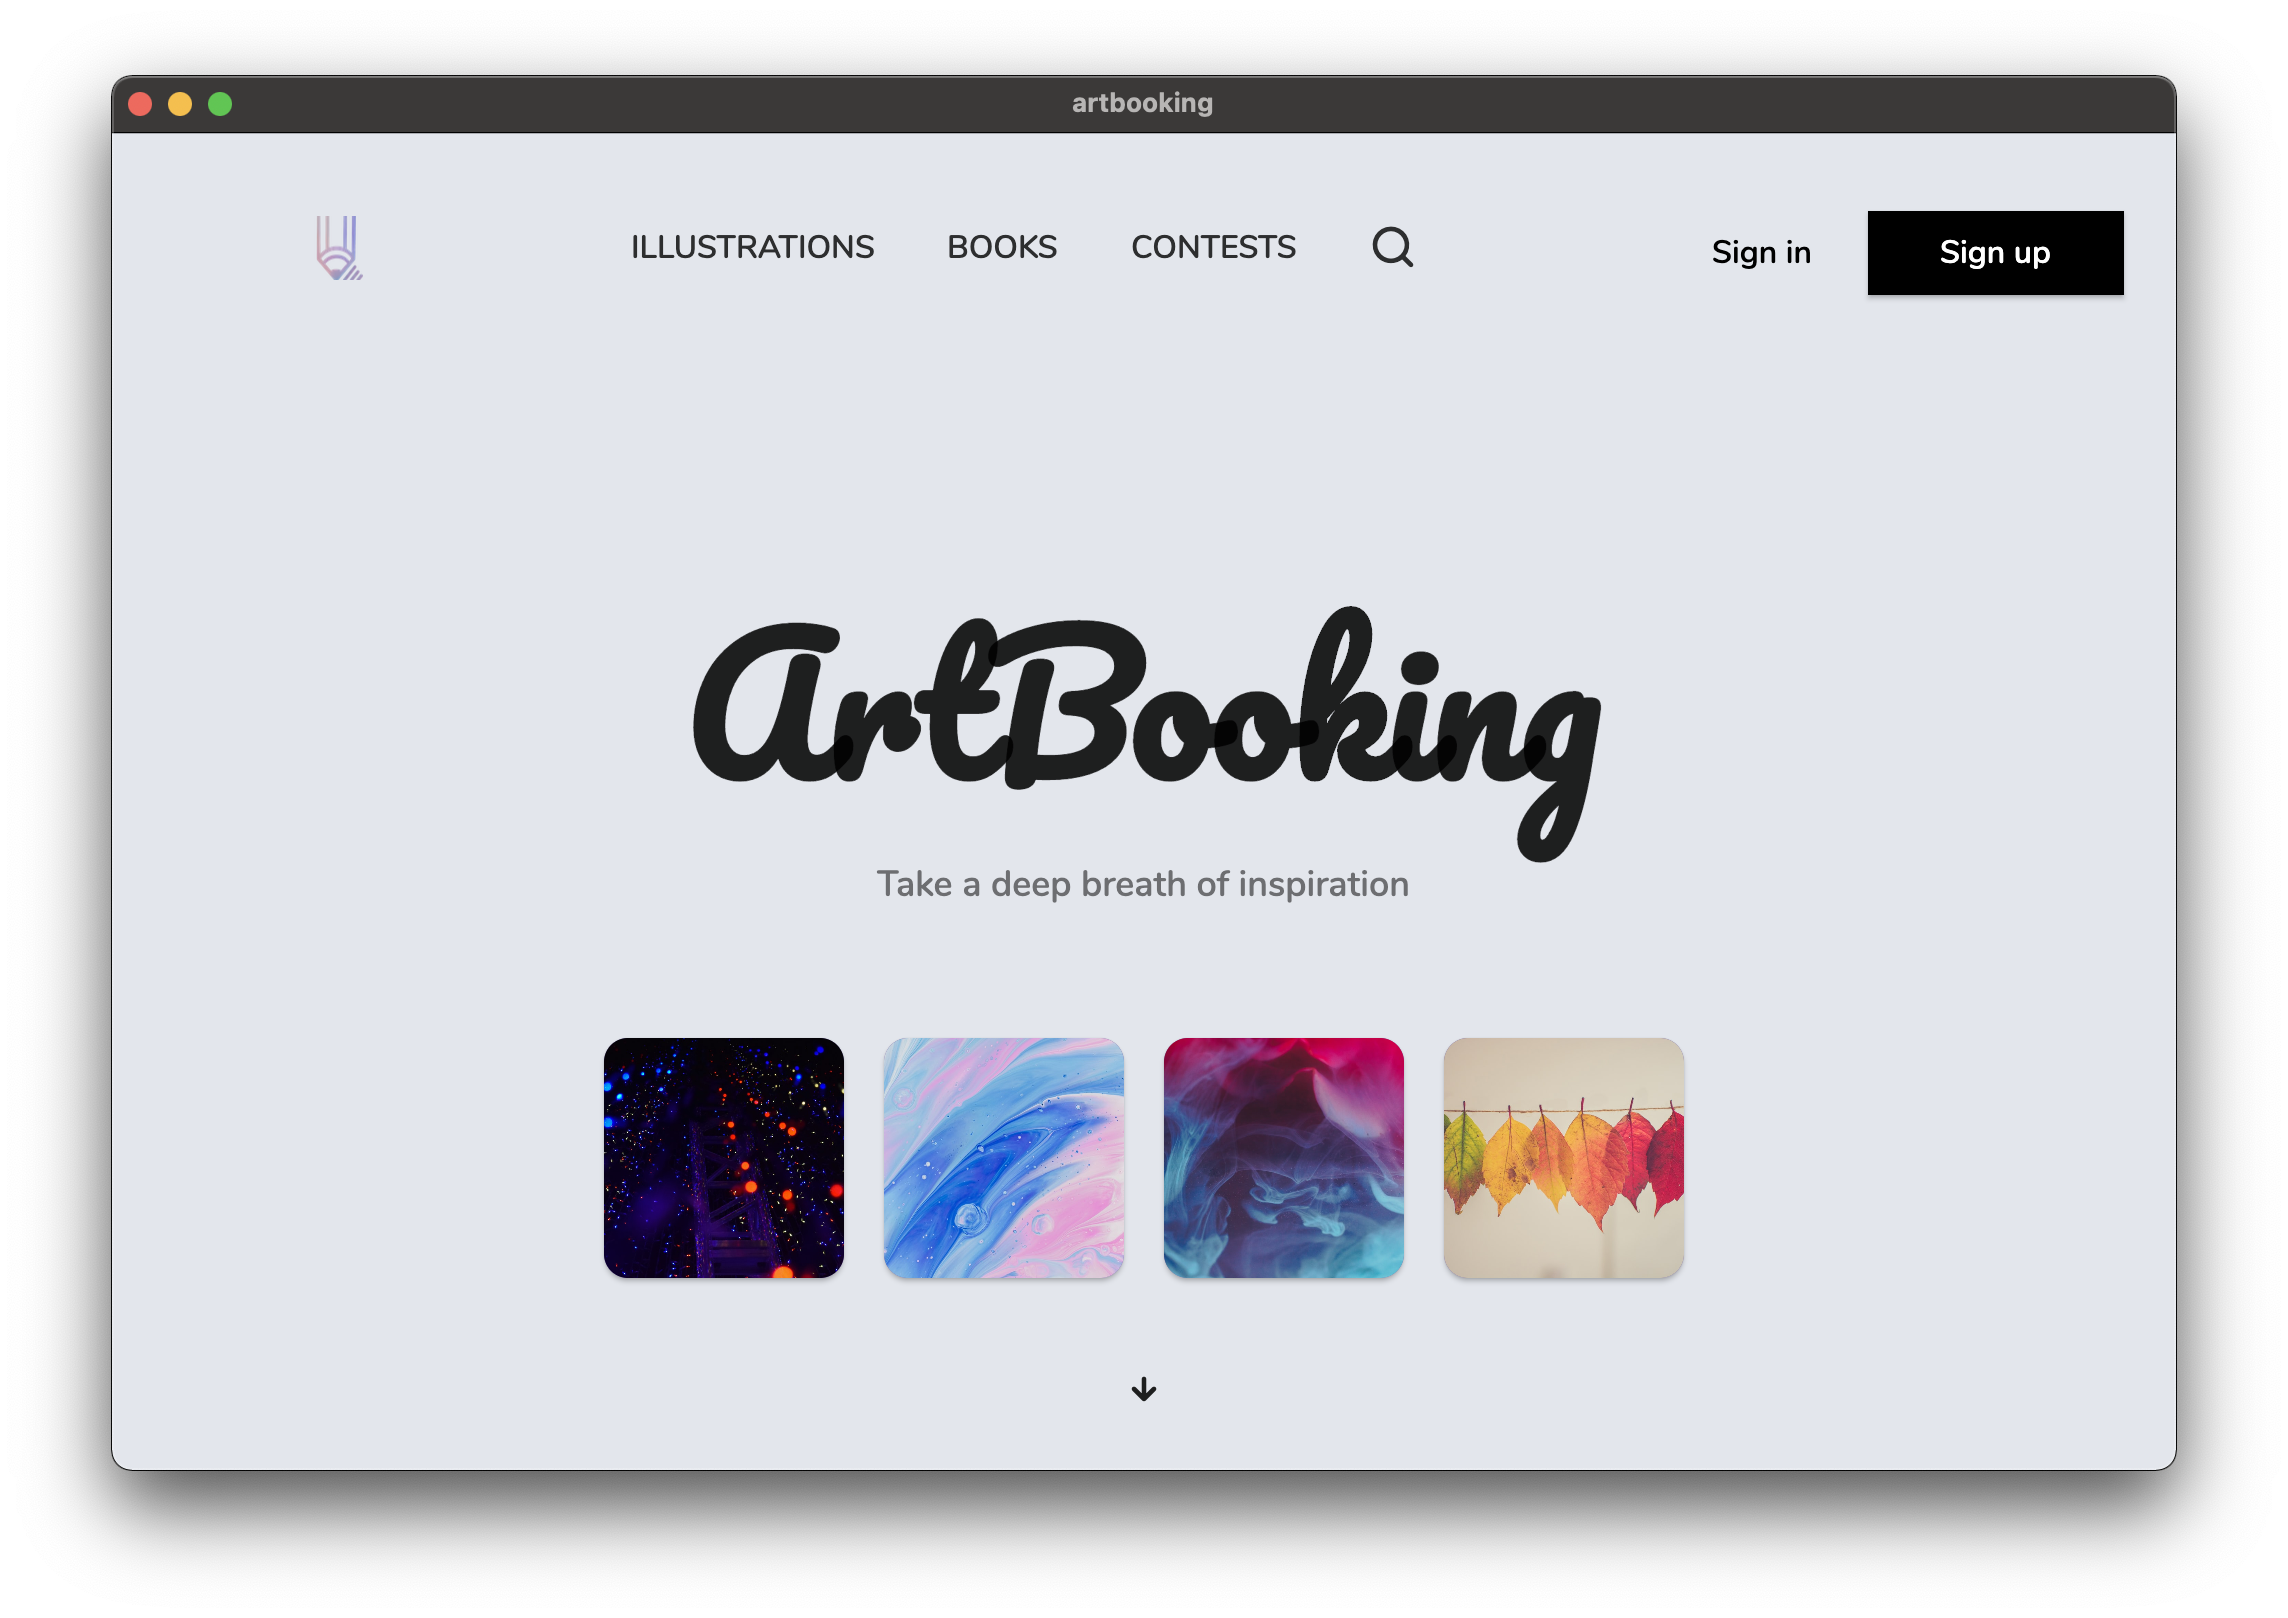 artbooking
ILLUSTRATIONS BOOKS CONTESTS Sign in Sign up
ArtBooking
Take a deep breath of inspiration